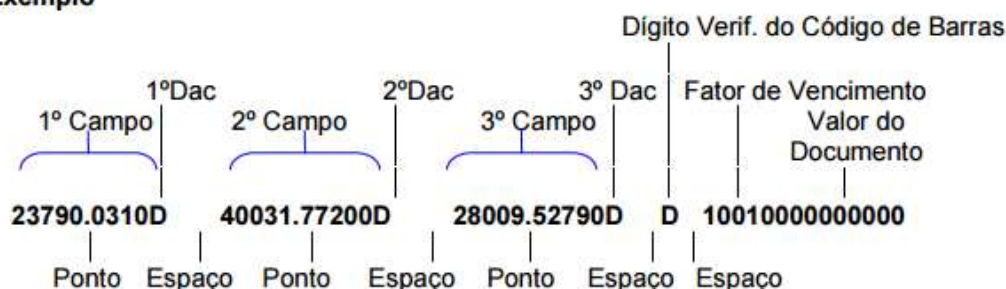 Exemplo
Dígito Verif. do Código de Barras
1ºDac 2ºDac 3º Dac Fator de Vencimento
1º Campo 2º Campo 3º Campo Valor do
Documento
23790.0310D 40031.77200D 28009.52790D D 10010000000000
Ponto Espaço Ponto Espaço Ponto Espaço Espaço